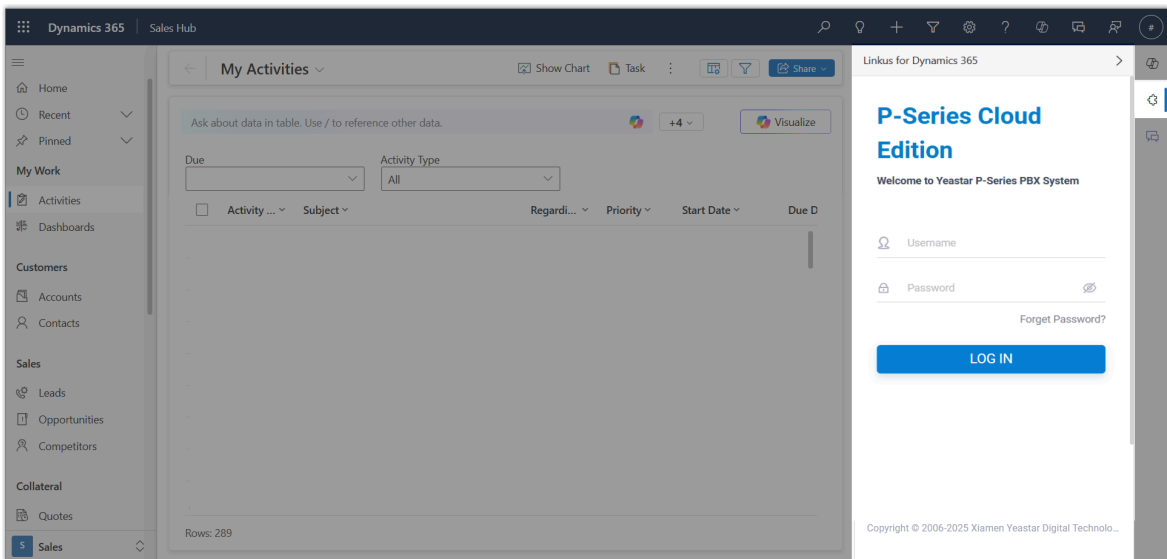 Dynamics 365 Sales Hub
#
Home
Recent
Pinned
My Work
Activities
Dashboards
Customers
Accounts
Contacts
Sales
Leads
Opportunities
Competitors
Collateral
Quotes
S Sales
My Activities
Show Chart
Task
Share
Ask about data in table. Use / to reference other data.
+4
Visualize
Due
Activity Type
All
Activity ... Subject Regardi... Priority Start Date Due D
Rows: 289
Linkus for Dynamics 365
P-Series Cloud
Edition
Welcome to Yeastar P-Series PBX System
Username
Password
Forget Password?
LOG IN
Copyright © 2006-2025 Xiamen Yeastar Digital Technolo...